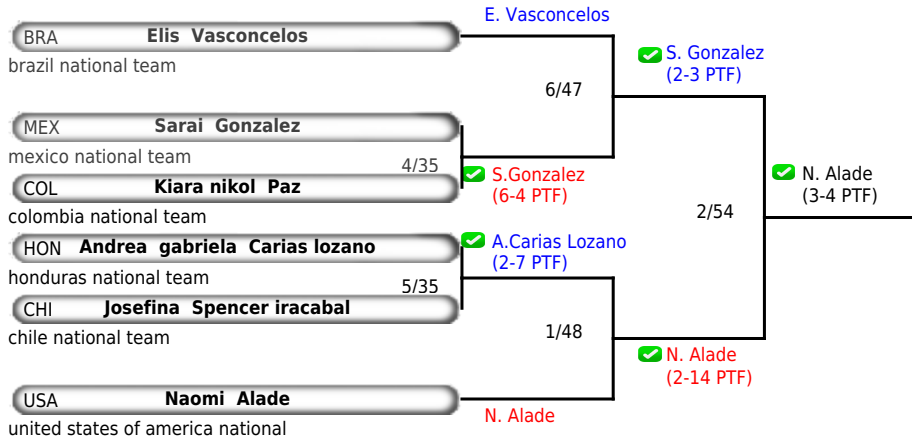 E. Vasconcelos
BRA Elis Vasconcelos
brazil national team
S. Gonzalez
(2-3 PTF)
6/47
MEX Sarai Gonzalez
mexico national team
4/35
S.Gonzalez
(6-4 PTF)
COL Kiara nikol Paz
colombia national team
N. Alade
(3-4 PTF)
2/54
HON Andrea gabriela Carias lozano
honduras national team
A.Carias Lozano
(2-7 PTF)
5/35
CHI Josefina Spencer iracabal
chile national team
1/48
N. Alade
(2-14 PTF)
USA Naomi Alade
united states of america national
N. Alade